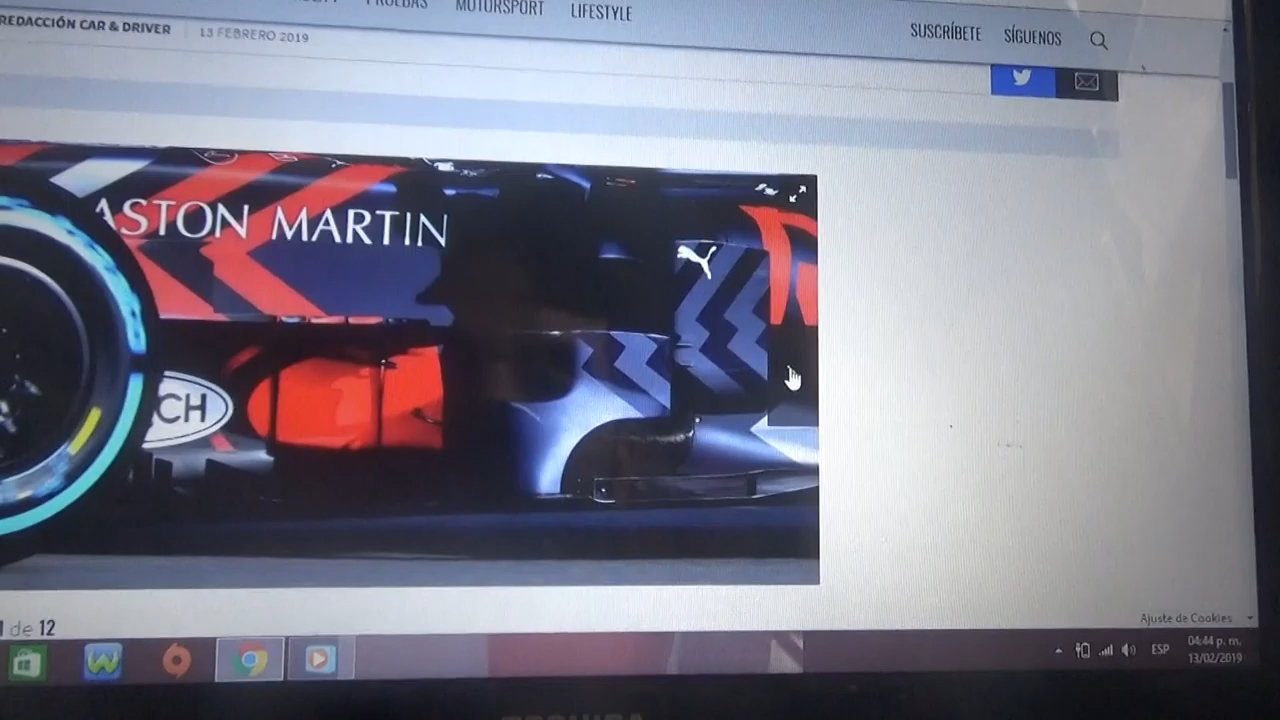 PRUEBAS MOTORSPORT LIFESTYLE
REDACCIÓN CAR & DRIVER 13 FEBRERO 2019
SUSCRÍBETE SÍGUENOS
ASTON MARTIN
CH
1 de 12
Ajuste de Cookies
ESP
04:44 p. m.
13/02/2019